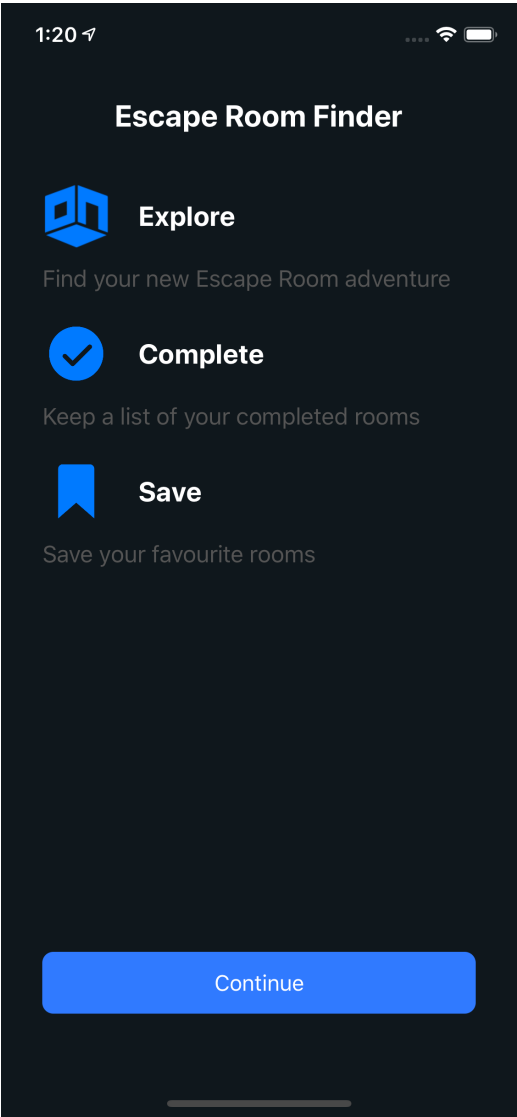 1:20
Escape Room Finder
Explore
Find your new Escape Room adventure
Complete
Keep a list of your completed rooms
Save
Save your favourite rooms
Continue